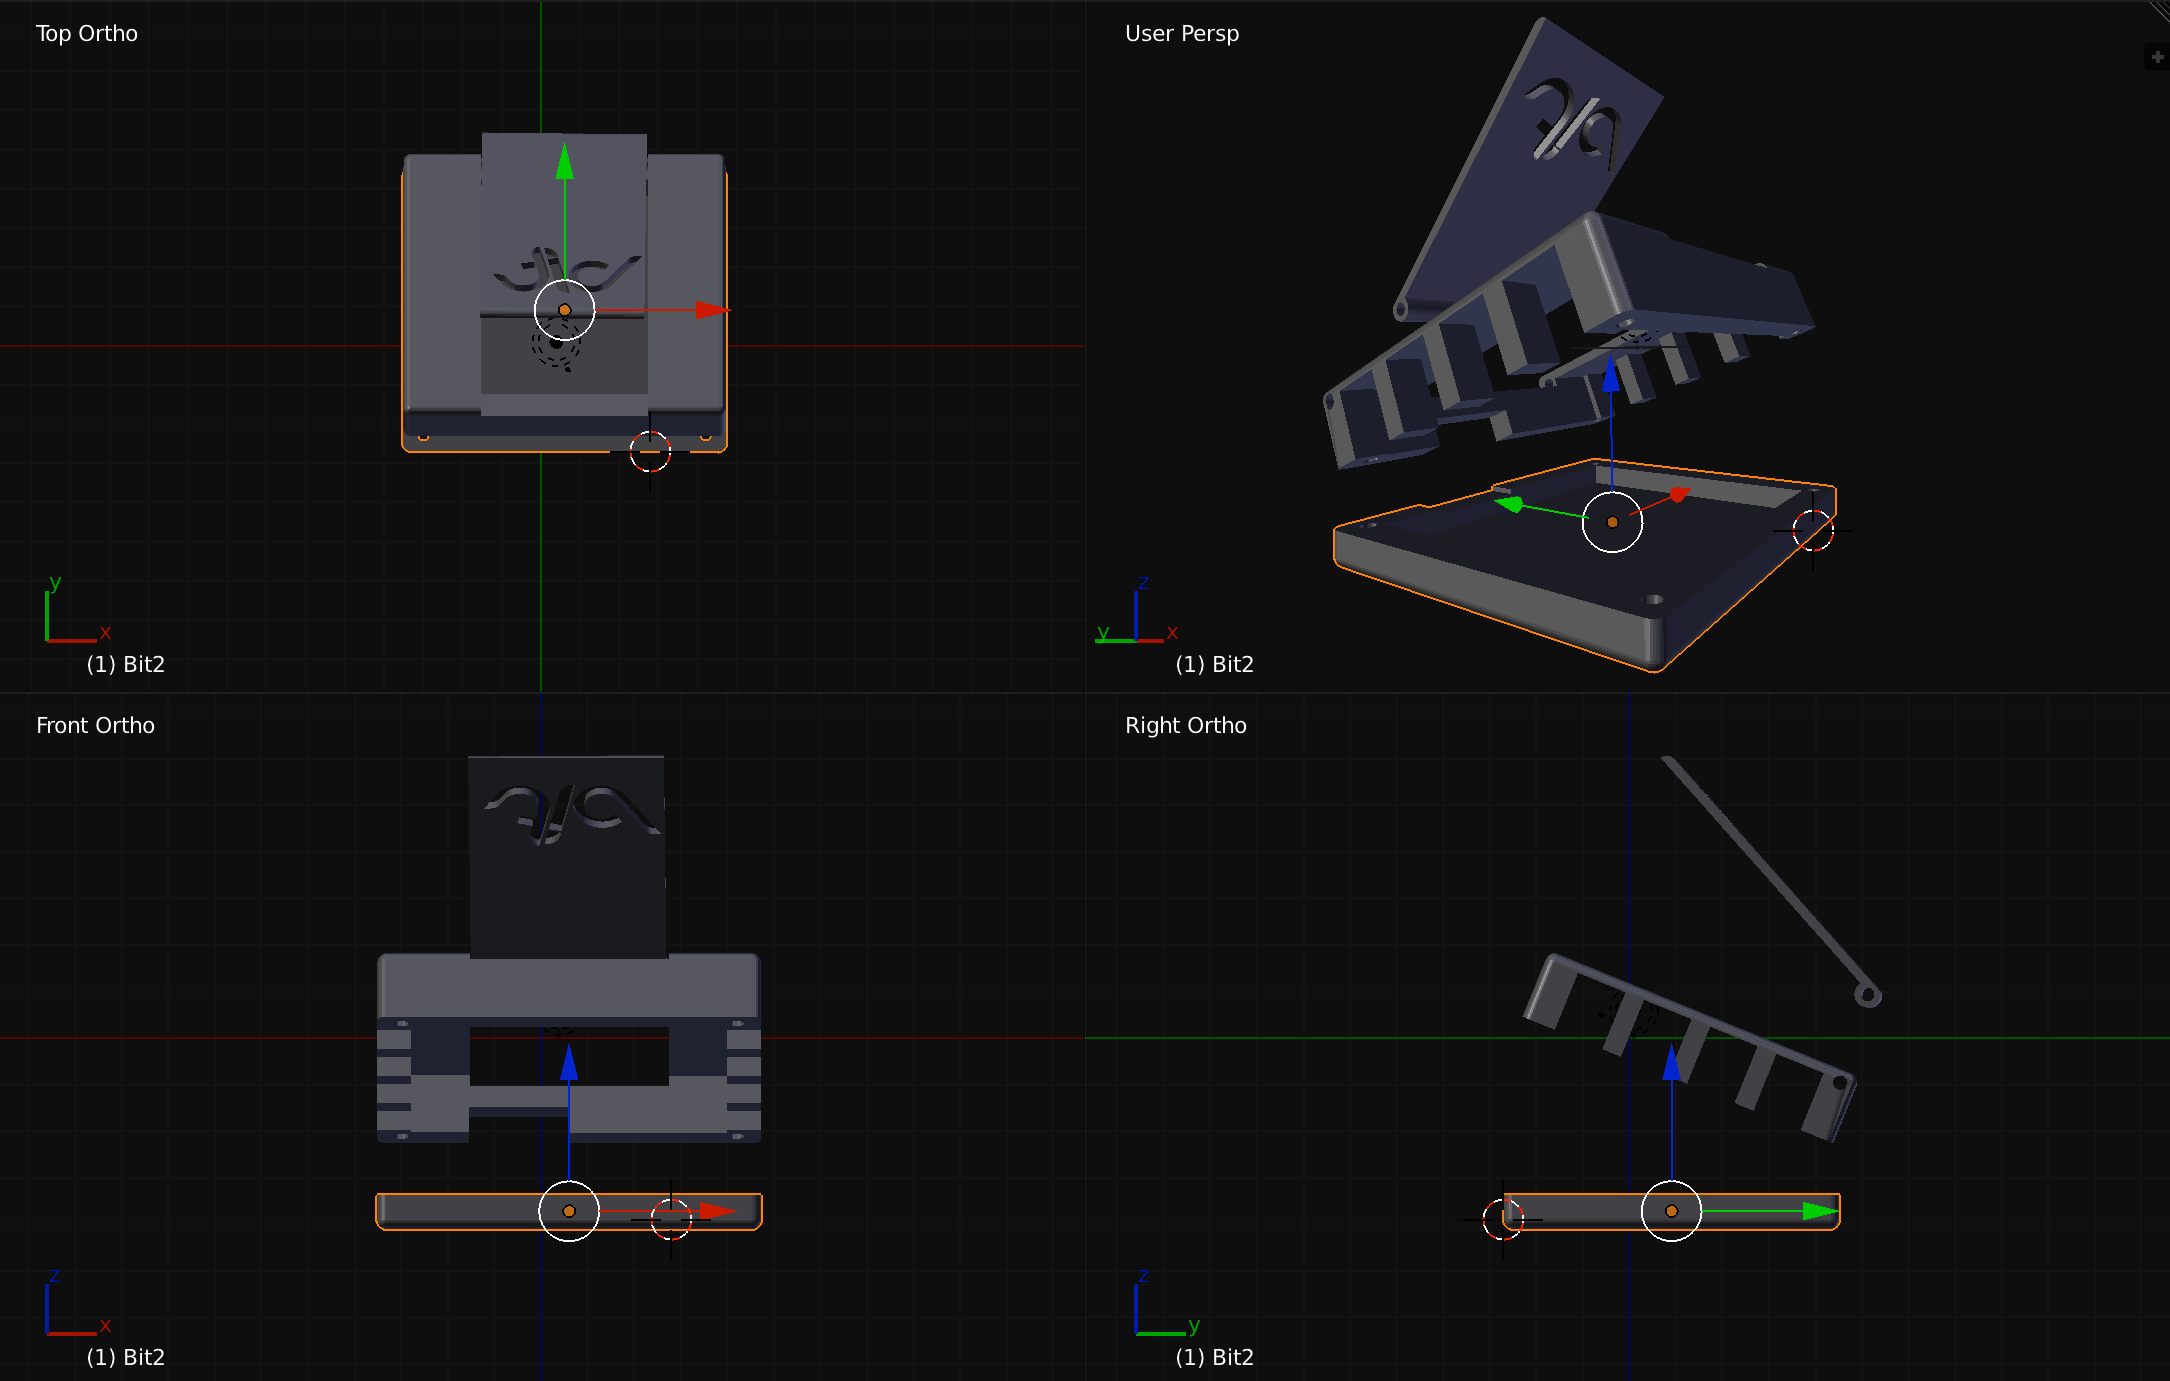 Top Ortho
y
x
(1) Bit2
User Persp
z
y
x
(1) Bit2
Front Ortho
z
x
(1) Bit2
Right Ortho
z
y
(1) Bit2